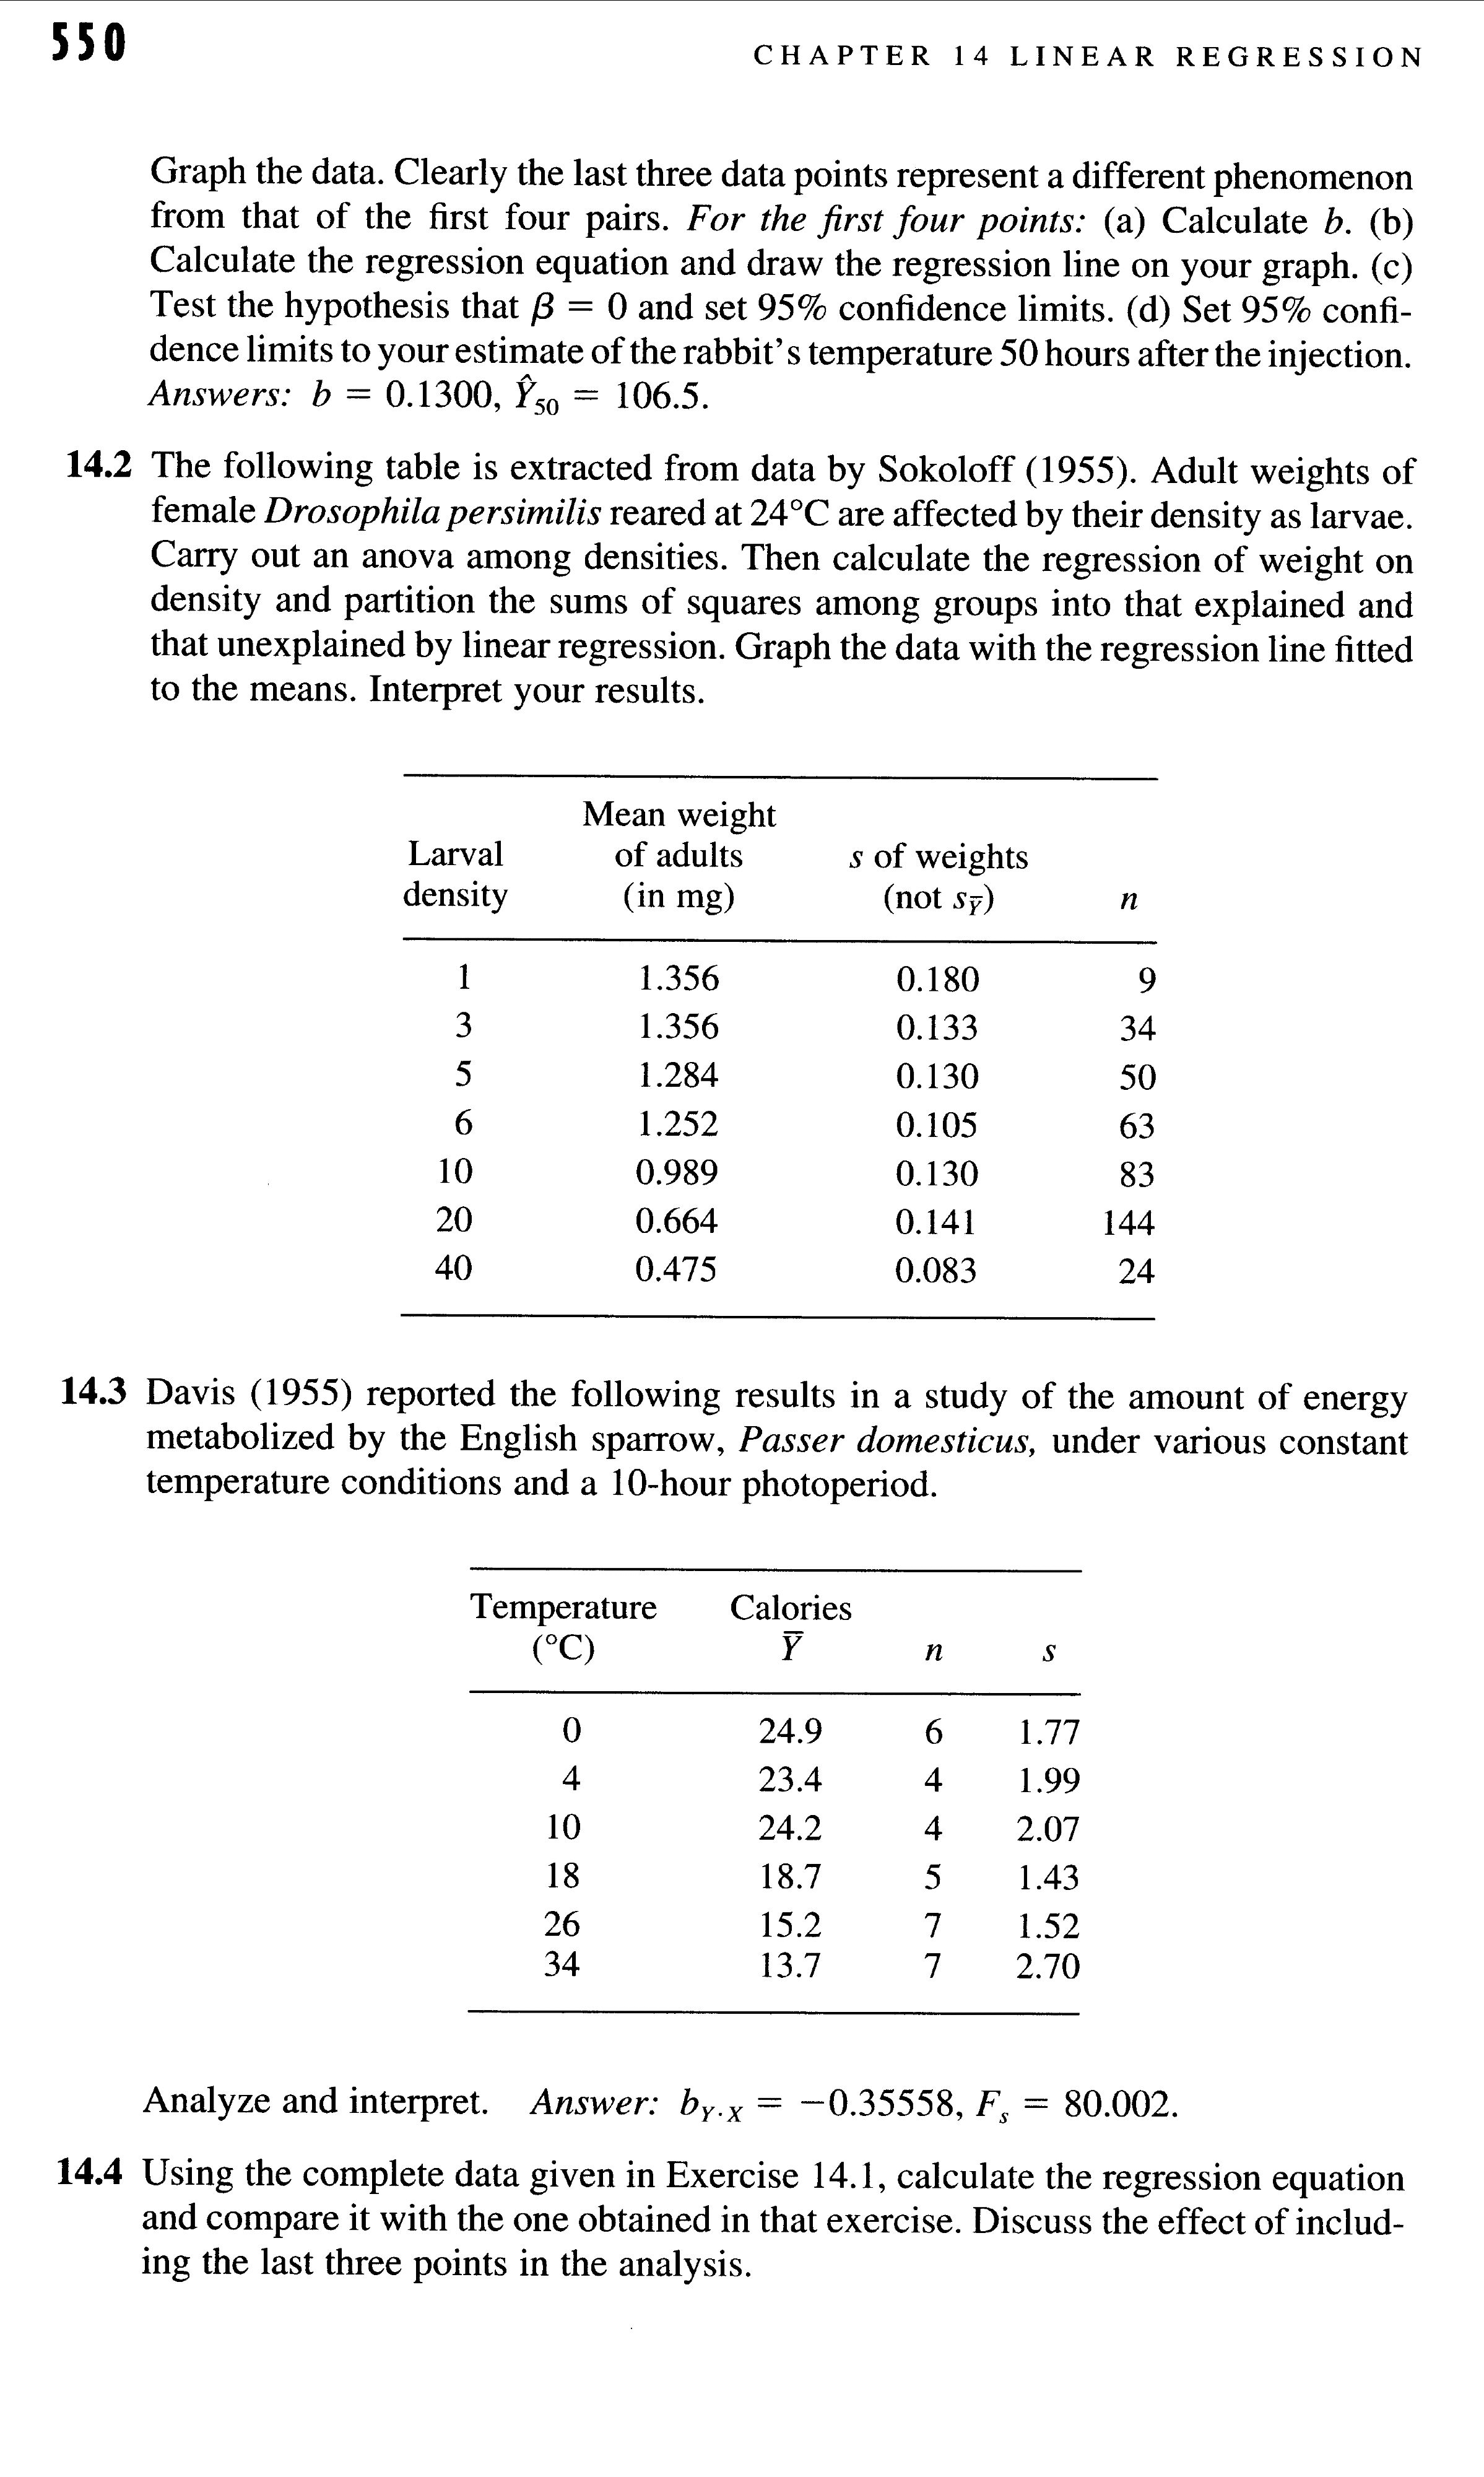 550
CHAPTER 14 LINEAR REGRESSION
Graph the data. Clearly the last three data points represent a different phenomenon
from that of the first four pairs. For the first four points: (a) Calculate b. (b)
Calculate the regression equation and draw the regression line on your graph. (c)
Test the hypothesis that β = 0 and set 95% confidence limits. (d) Set 95% confi-
dence limits to your estimate of the rabbit's temperature 50 hours after the injection.
Answers: b = 0.1300, Ŷ₅₀ = 106.5.
14.2 The following table is extracted from data by Sokoloff (1955). Adult weights of
female Drosophila persimilis reared at 24°C are affected by their density as larvae.
Carry out an anova among densities. Then calculate the regression of weight on
density and partition the sums of squares among groups into that explained and
that unexplained by linear regression. Graph the data with the regression line fitted
to the means. Interpret your results.
Mean weight
Larval of adults s of weights
density (in mg) (not s_Y̅) n
1 1.356 0.180 9
3 1.356 0.133 34
5 1.284 0.130 50
6 1.252 0.105 63
10 0.989 0.130 83
20 0.664 0.141 144
40 0.475 0.083 24
14.3 Davis (1955) reported the following results in a study of the amount of energy
metabolized by the English sparrow, Passer domesticus, under various constant
temperature conditions and a 10-hour photoperiod.
Temperature Calories
(°C) Y̅ n s
0 24.9 6 1.77
4 23.4 4 1.99
10 24.2 4 2.07
18 18.7 5 1.43
26 15.2 7 1.52
34 13.7 7 2.70
Analyze and interpret. Answer: b_Y·X = −0.35558, F_s = 80.002.
14.4 Using the complete data given in Exercise 14.1, calculate the regression equation
and compare it with the one obtained in that exercise. Discuss the effect of includ-
ing the last three points in the analysis.